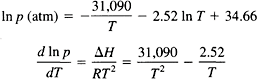 ln p (atm) = − 31,090/T − 2.52 ln T + 34.66
d ln p/dT = ΔH/RT² = 31,090/T² − 2.52/T